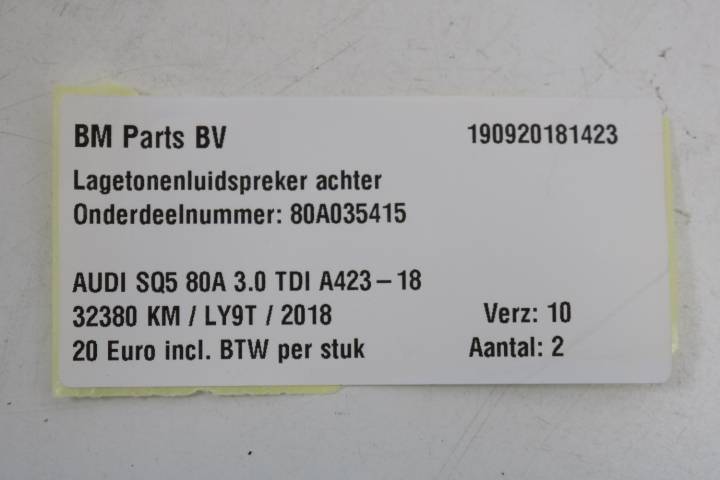 BM Parts BV 190920181423
Lagetonenluidspreker achter
Onderdeelnummer: 80A035415
AUDI SQ5 80A 3.0 TDI A423-18
32380 KM / LY9T / 2018 Verz: 10
20 Euro incl. BTW per stuk Aantal: 2